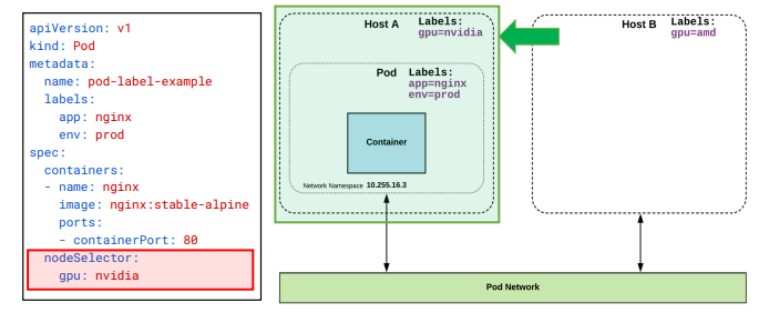 apiVersion: v1
kind: Pod
metadata:
  name: pod-label-example
  labels:
    app: nginx
    env: prod
spec:
  containers:
  - name: nginx
    image: nginx:stable-alpine
    ports:
    - containerPort: 80
  nodeSelector:
    gpu: nvidia
Host A
Labels:
gpu=nvidia
Pod
Labels:
app=nginx
env=prod
Container
Network Namespace 10.255.16.3
Host B
Labels:
gpu=amd
Pod Network